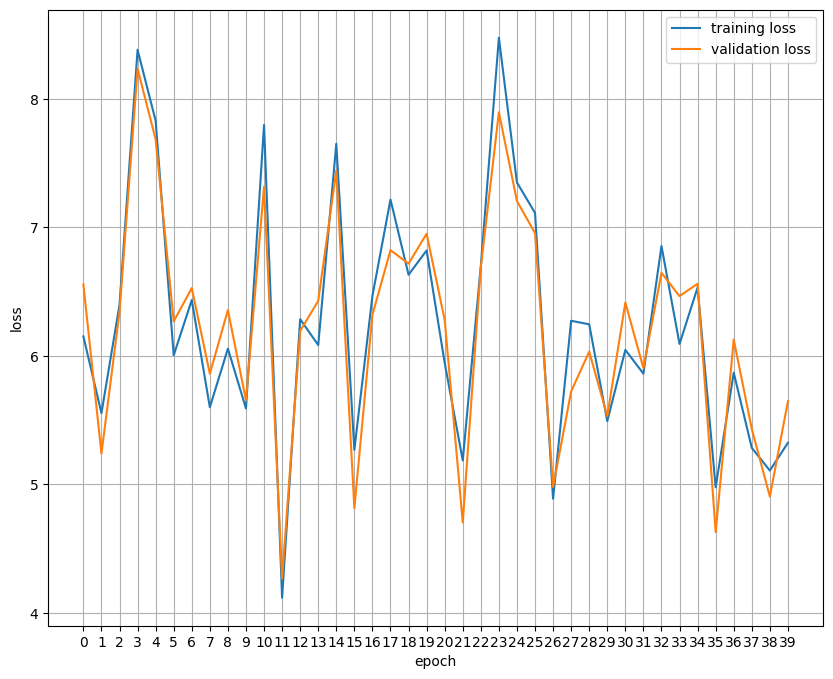 training loss
validation loss
8
7
6
5
4
loss
0 1 2 3 4 5 6 7 8 9 10 11 12 13 14 15 16 17 18 19 20 21 22 23 24 25 26 27 28 29 30 31 32 33 34 35 36 37 38 39
epoch